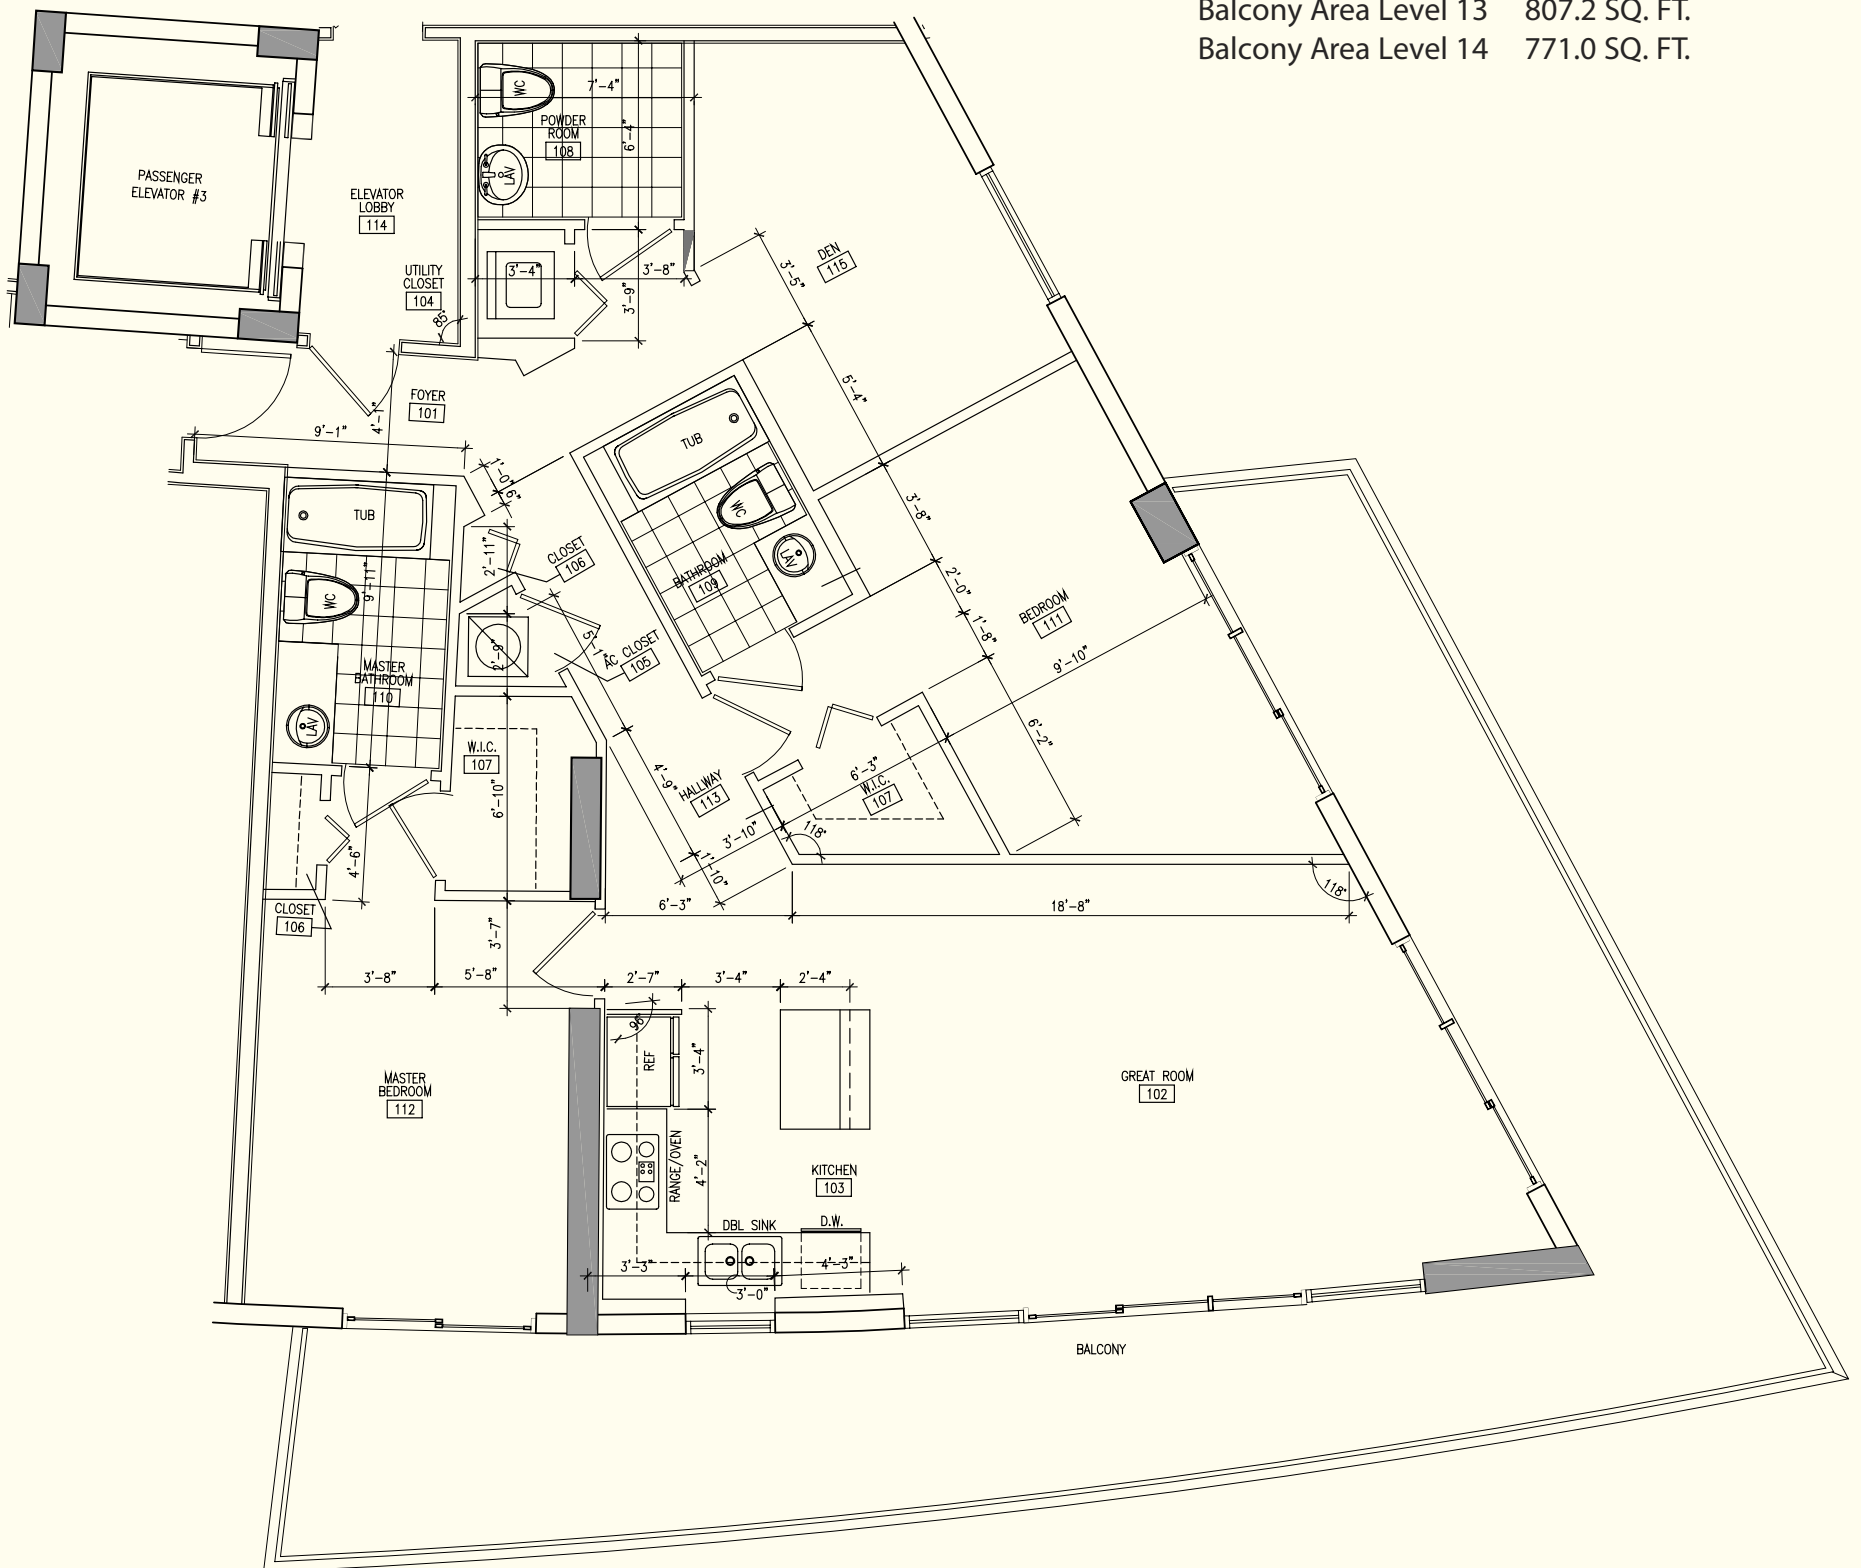 Balcony Area Level 13 807.2 SQ. FT.
Balcony Area Level 14 771.0 SQ. FT.
PASSENGER
ELEVATOR #3
ELEVATOR
LOBBY
114
UTILITY
CLOSET
104
85°
WC
7'-4"
POWDER
ROOM
108
6'-4"
LAV
3'-4"
3'-8"
3'-9"
DEN
115
3'-5"
5'-4"
FOYER
101
4'-1"
9'-1"
1'-0"
6"
TUB
WC
LAV
BATHROOM
109
3'-8"
2'-0"
1'-8"
BEDROOM
111
9'-10"
6'-2"
TUB
9'-11"
WC
MASTER
BATHROOM
110
LAV
2'-11"
CLOSET
106
2'-9"
5'-1"
AC CLOSET
105
W.I.C.
107
6'-10"
4'-9"
HALLWAY
113
6'-3"
W.I.C.
107
3'-10"
118°
1'-10"
118°
4'-6"
CLOSET
106
3'-7"
6'-3"
18'-8"
3'-8"
5'-8"
2'-7"
3'-4"
2'-4"
96°
REF
3'-4"
MASTER
BEDROOM
112
GREAT ROOM
102
RANGE/OVEN
4'-2"
KITCHEN
103
DBL SINK
D.W.
3'-3"
4'-3"
3'-0"
BALCONY